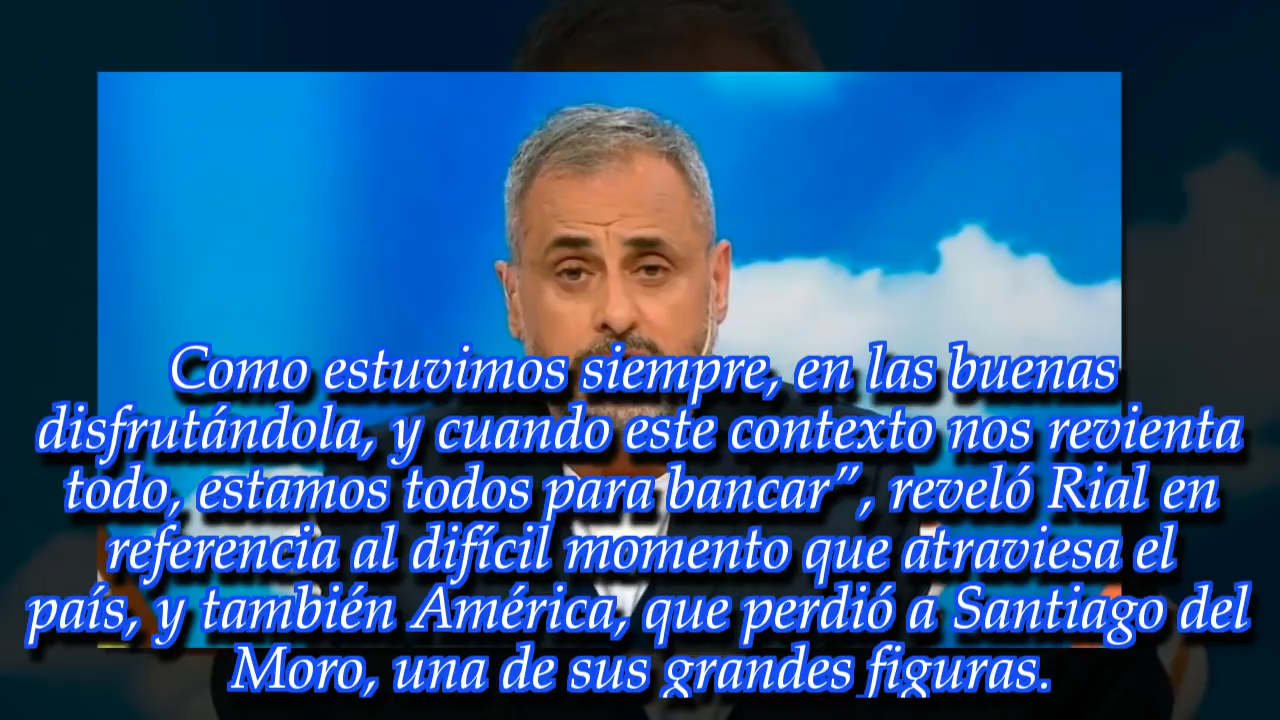 Como estuvimos siempre, en las buenas
disfrutándola, y cuando este contexto nos revienta
todo, estamos todos para bancar”, reveló Rial en
referencia al difícil momento que atraviesa el
país, y también América, que perdió a Santiago del
Moro, una de sus grandes figuras.